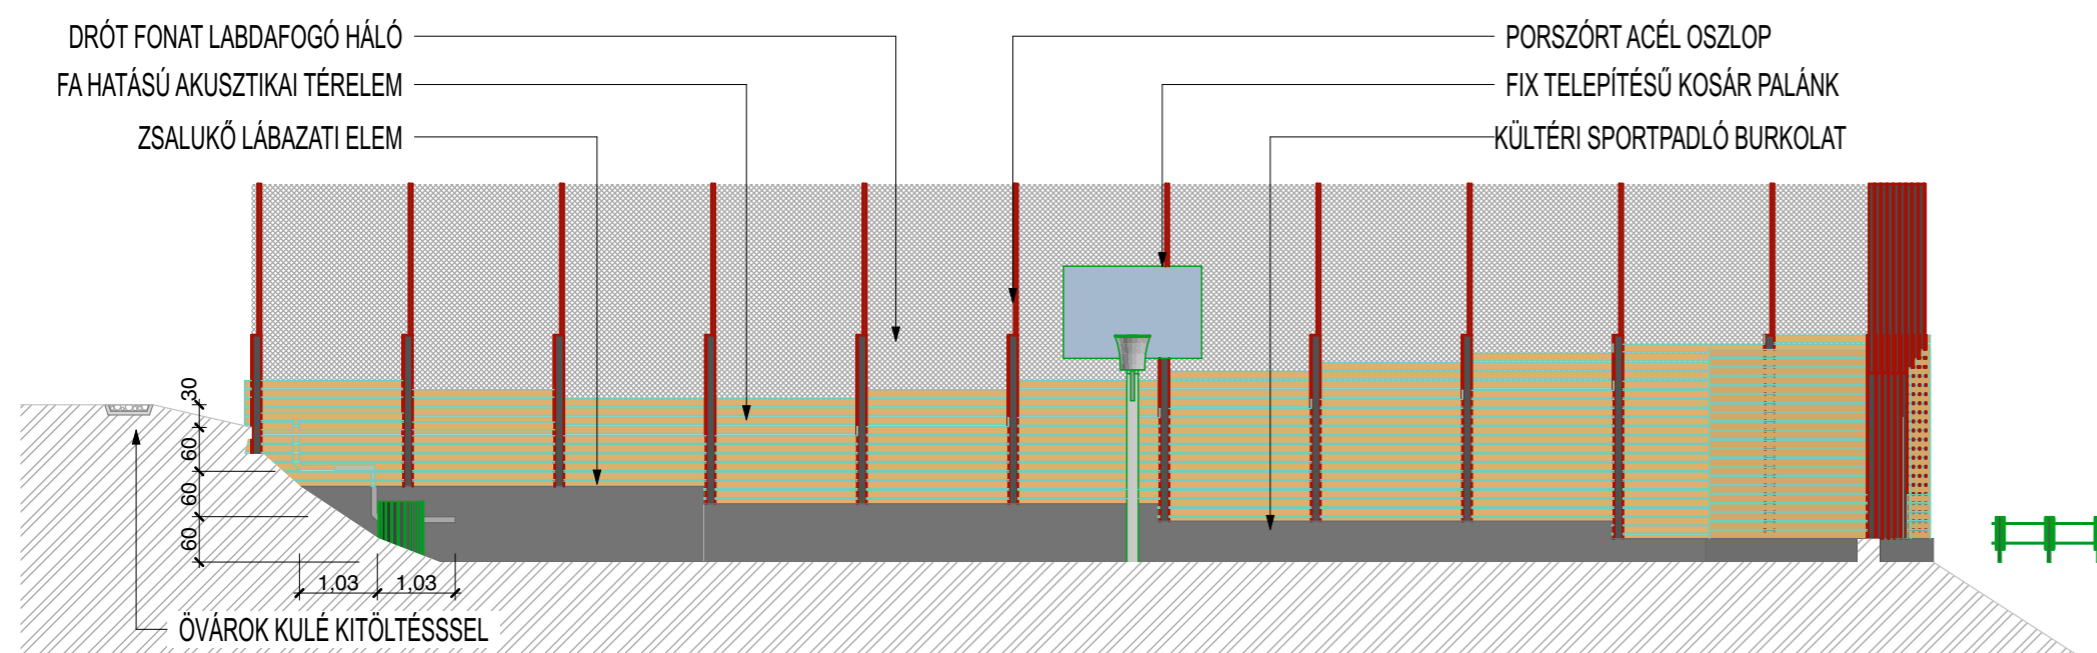 DRÓT FONAT LABDAFOGÓ HÁLÓ
FA HATÁSÚ AKUSZTIKAI TÉRELEM
ZSALUKŐ LÁBAZATI ELEM
PORSZÓRT ACÉL OSZLOP
FIX TELEPÍTÉSŰ KOSÁR PALÁNK
KÜLTÉRI SPORTPADLÓ BURKOLAT
30
60
60
60
1,03
1,03
ÖVÁROK KULÉ KITÖLTÉSSSEL